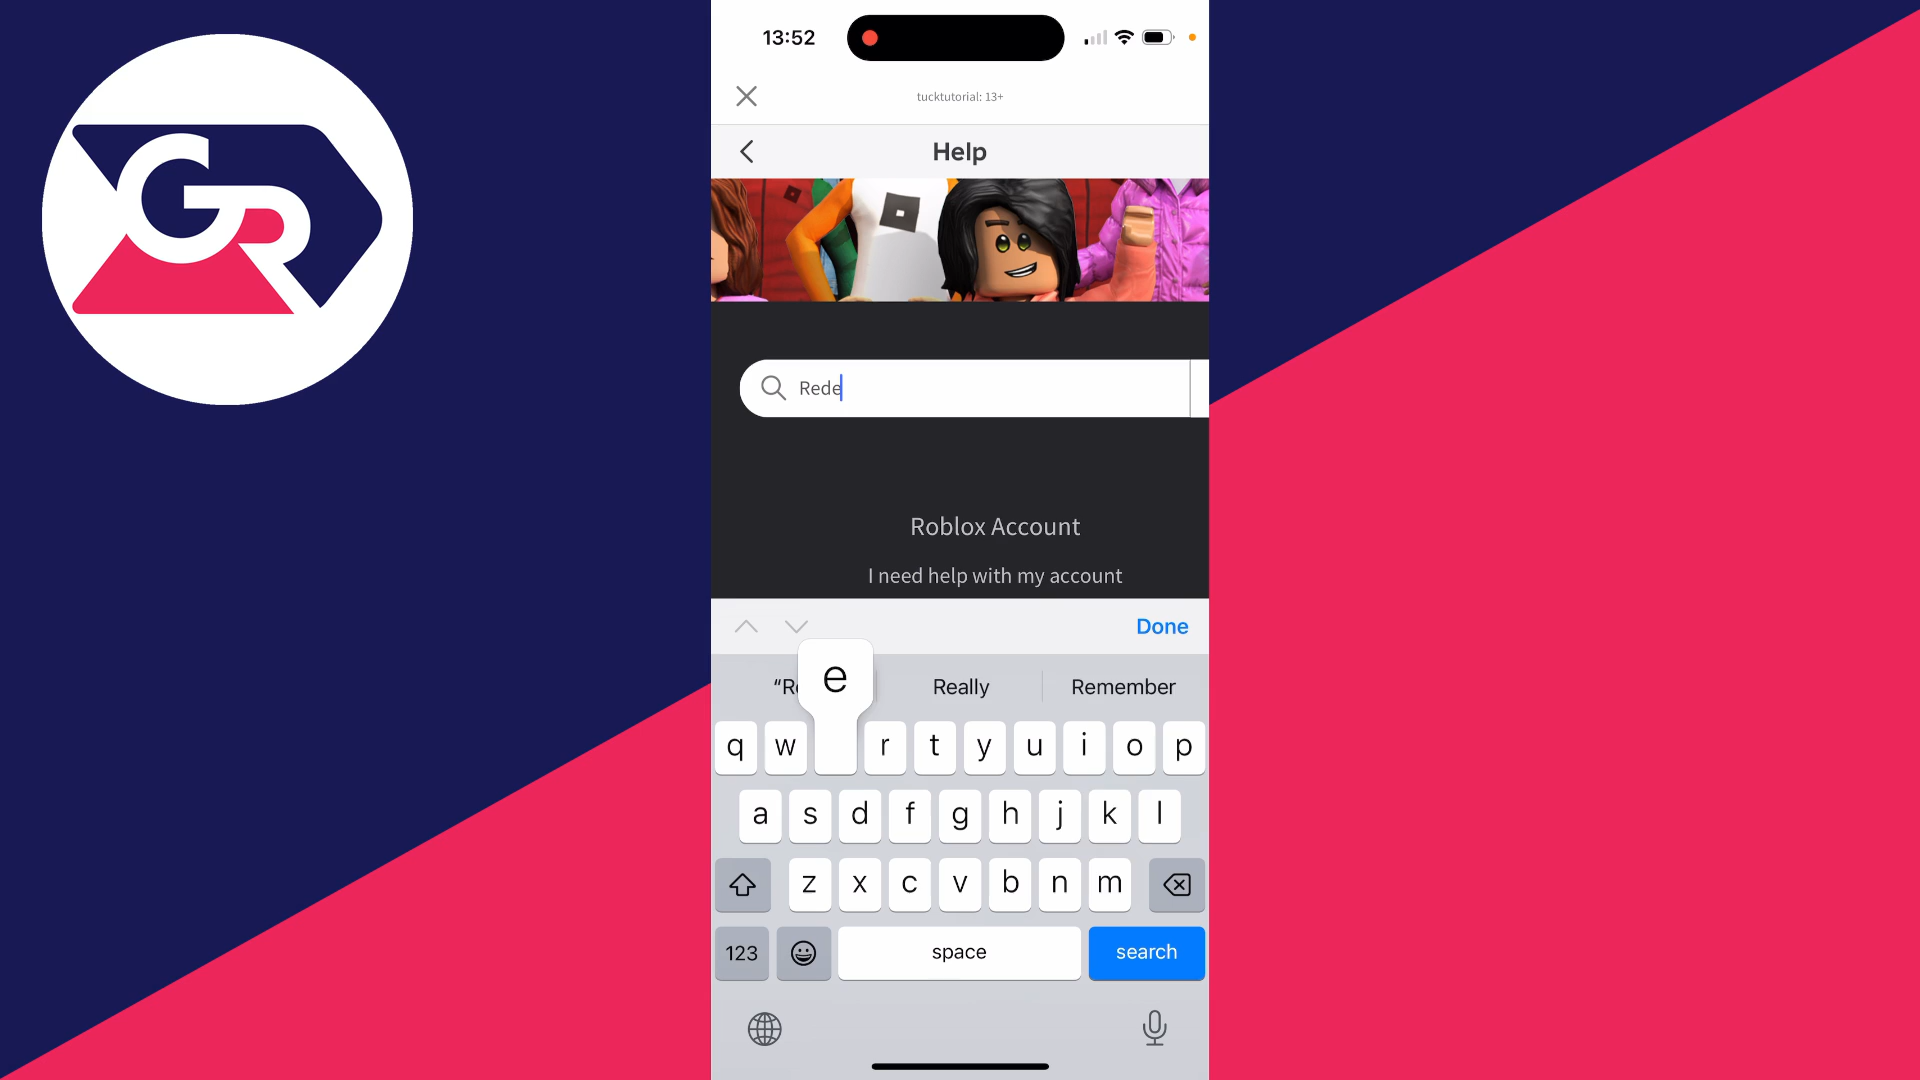 GR
13:52
tucktutorial: 13+
Help
Rede
Roblox Account
I need help with my account
Done
e
Really
Remember
q w r t y u i o p
a s d f g h j k l
z x c v b n m
123
space
search